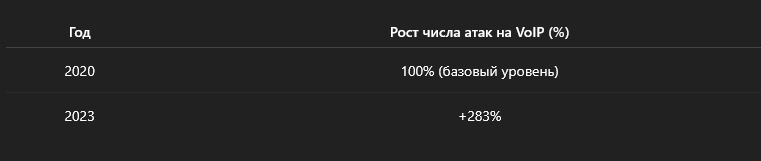 Год Рост числа атак на VoIP (%)
2020 100% (базовый уровень)
2023 +283%